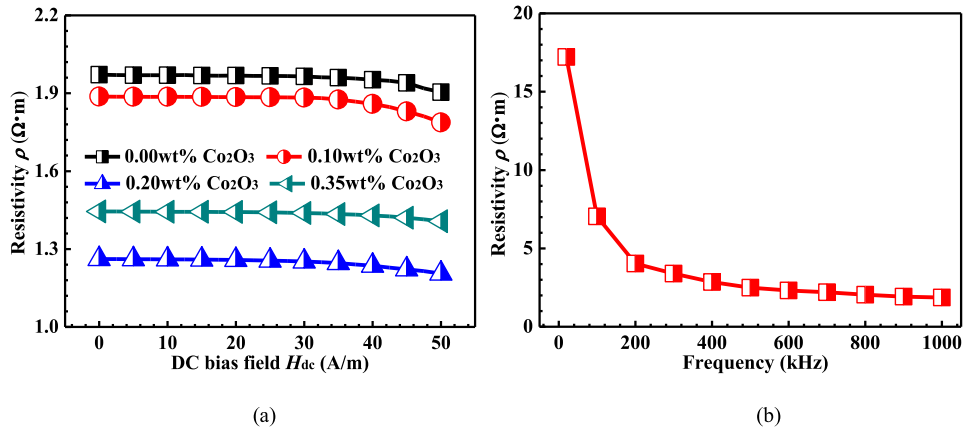 2.2
1.9
1.6
1.3
1.0
Resistivity ρ (Ω•m)
0.00wt% Co₂O₃ 0.10wt% Co₂O₃
0.20wt% Co₂O₃ 0.35wt% Co₂O₃
0 10 20 30 40 50
DC bias field Hdc (A/m)
(a)
20
15
10
5
0
Resistivity ρ (Ω•m)
0 200 400 600 800 1000
Frequency (kHz)
(b)